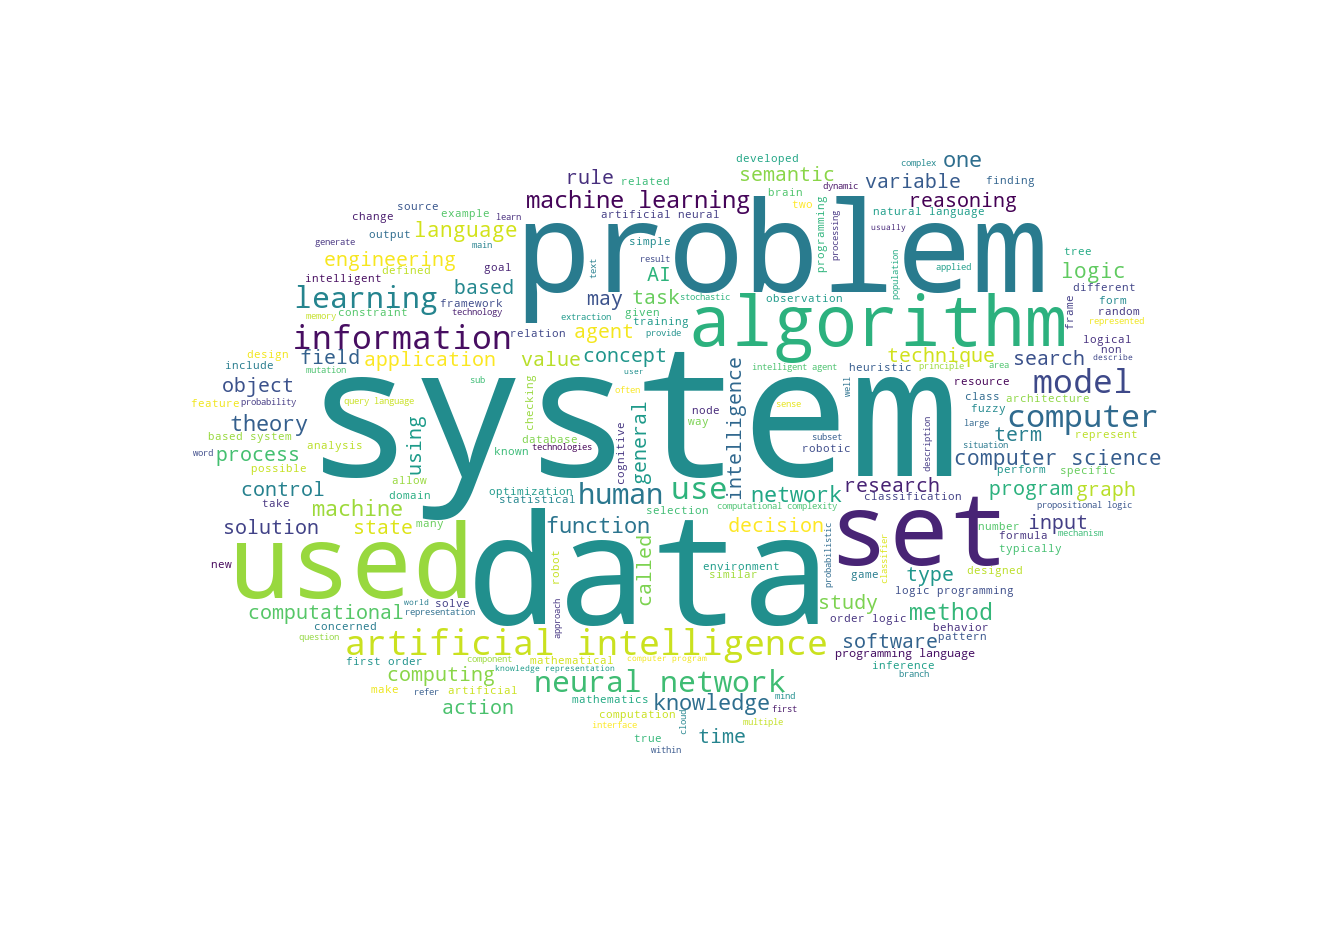 developed
complex
one
semantic
finding
rule
related
brain
dynamic
variable
machine learning
two
reasoning
source
example
learn
artificial neural
programming
processing
natural language
change
language
problem
usually
output
simple
generate
main
engineering
result
AI
text
tree
defined
goal
population
applied
logic
intelligent
based
task
stochastic
observation
different
learning
framework
may
form
frame
memory
constraint
technology
given
extraction
training
provide
algorithm
random
represented
information
relation
agent
logical
design
field
application
value
concept
technique
search
non
describe
include
mutation
user
intelligence
intelligent agent
heuristic
principle
area
object
sub
system
often
well
resource
model
feature
probability
query language
checking
sense
class
architecture
theory
using
general
node
way
fuzzy
large
computer
based system
analysis
database
subset
term
represent
word
process
known
technologies
cognitive
robotic
description
situation
computer science
possible
allow
perform
specific
control
domain
optimization
statistical
human
use
network
research
classification
program
graph
take
machine
selection
computational complexity
propositional logic
solution
state
many
function
decision
set
number
input
formula
mechanism
new
used
data
robot
called
environment
similar
probabilistic
classifier
typically
game
type
designed
logic programming
computational
world
solve
representation
approach
study
order logic
method
concerned
behavior
question
artificial intelligence
software
pattern
programming language
first order
component
mathematical
computer program
inference
computing
knowledge representation
branch
make
refer
artificial
neural network
action
mathematics
knowledge
mind
first
computation
interface
cloud
multiple
true
time
within